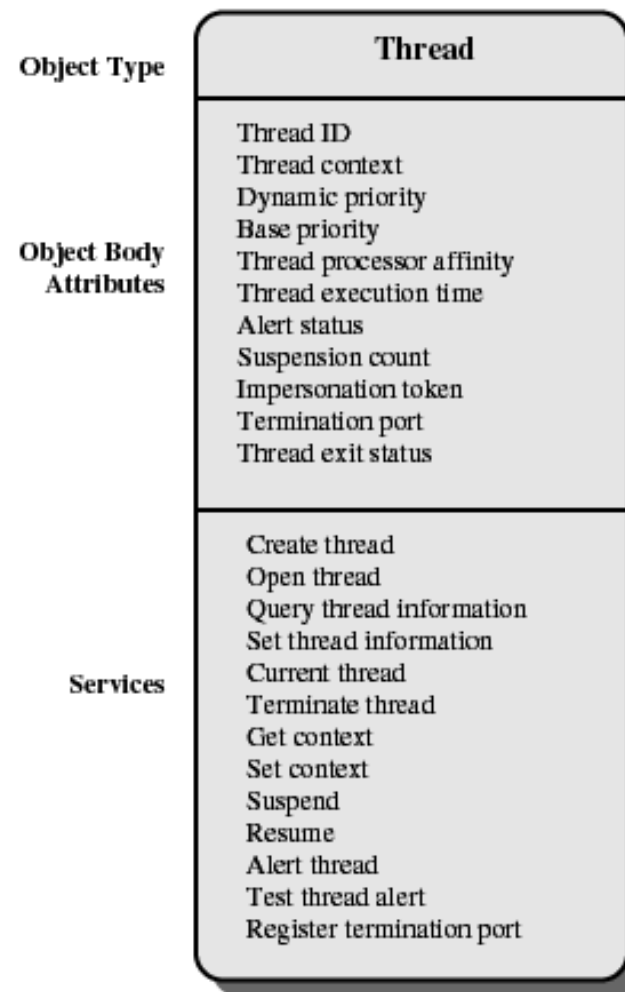 Object Type
Thread
Object Body
Attributes
Thread ID
Thread context
Dynamic priority
Base priority
Thread processor affinity
Thread execution time
Alert status
Suspension count
Impersonation token
Termination port
Thread exit status
Services
Create thread
Open thread
Query thread information
Set thread information
Current thread
Terminate thread
Get context
Set context
Suspend
Resume
Alert thread
Test thread alert
Register termination port